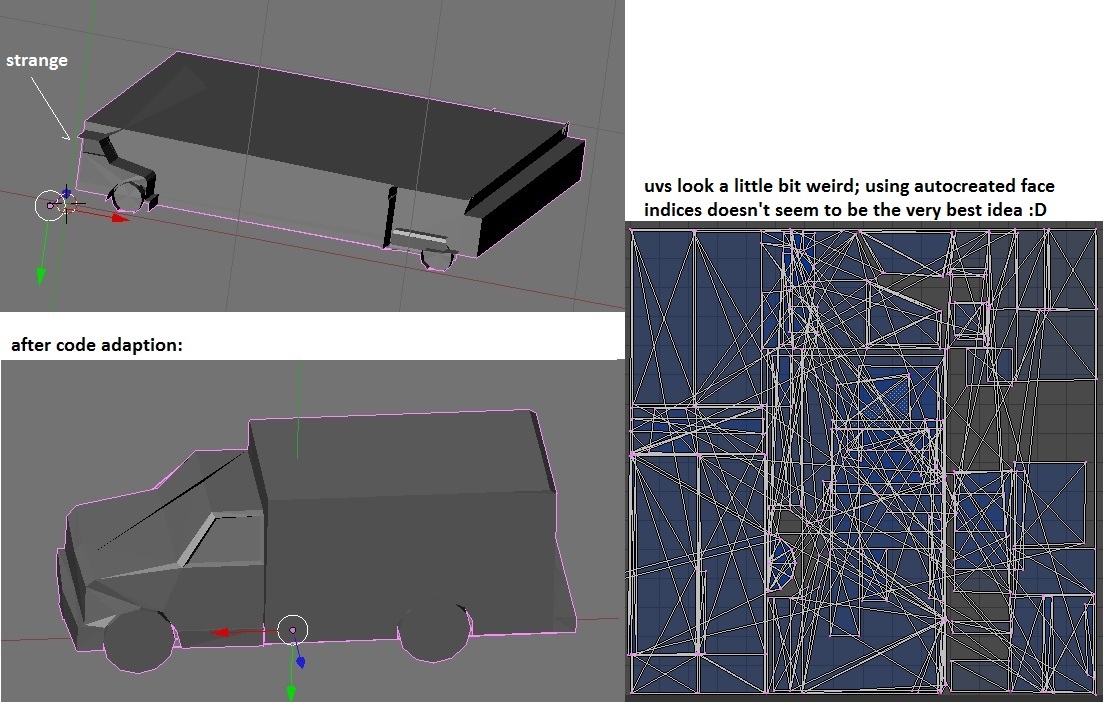 strange
uvs look a little bit weird; using autocreated face
indices doesn't seem to be the very best idea :D
after code adaption: